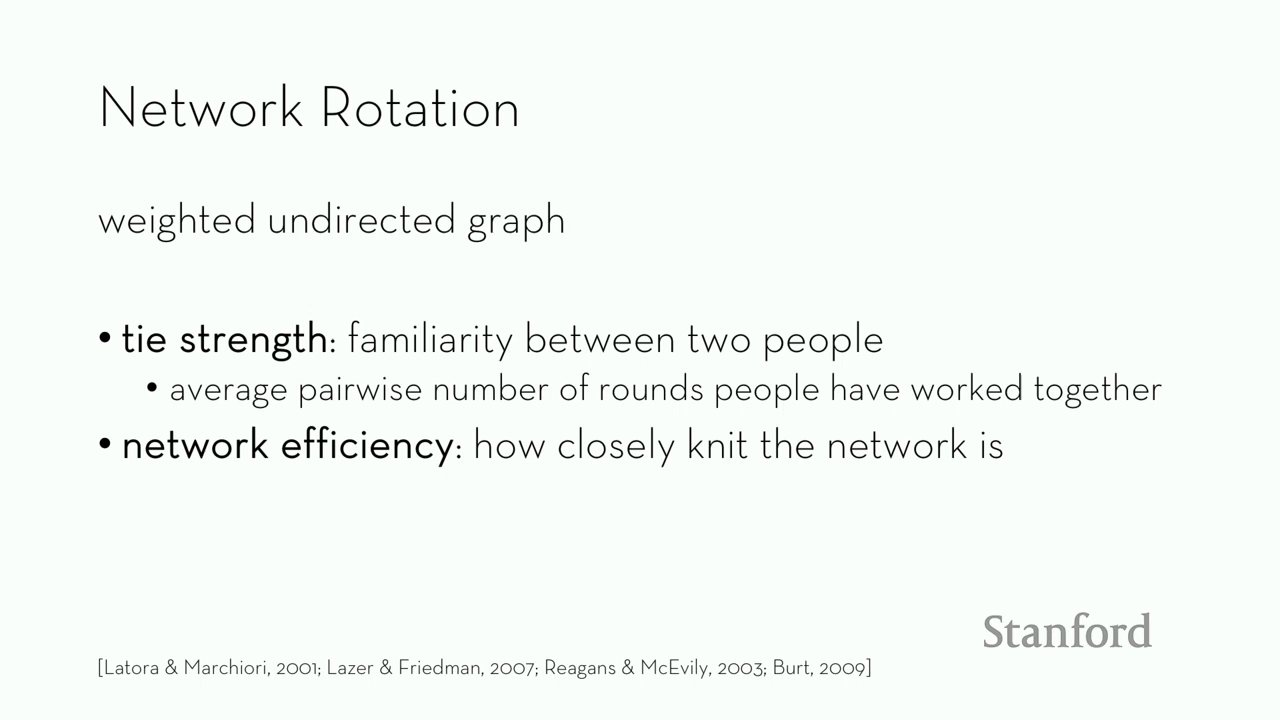 Network Rotation
weighted undirected graph
• tie strength: familiarity between two people
• average pairwise number of rounds people have worked together
• network efficiency: how closely knit the network is
Stanford
[Latora & Marchiori, 2001; Lazer & Friedman, 2007; Reagans & McEvily, 2003; Burt, 2009]